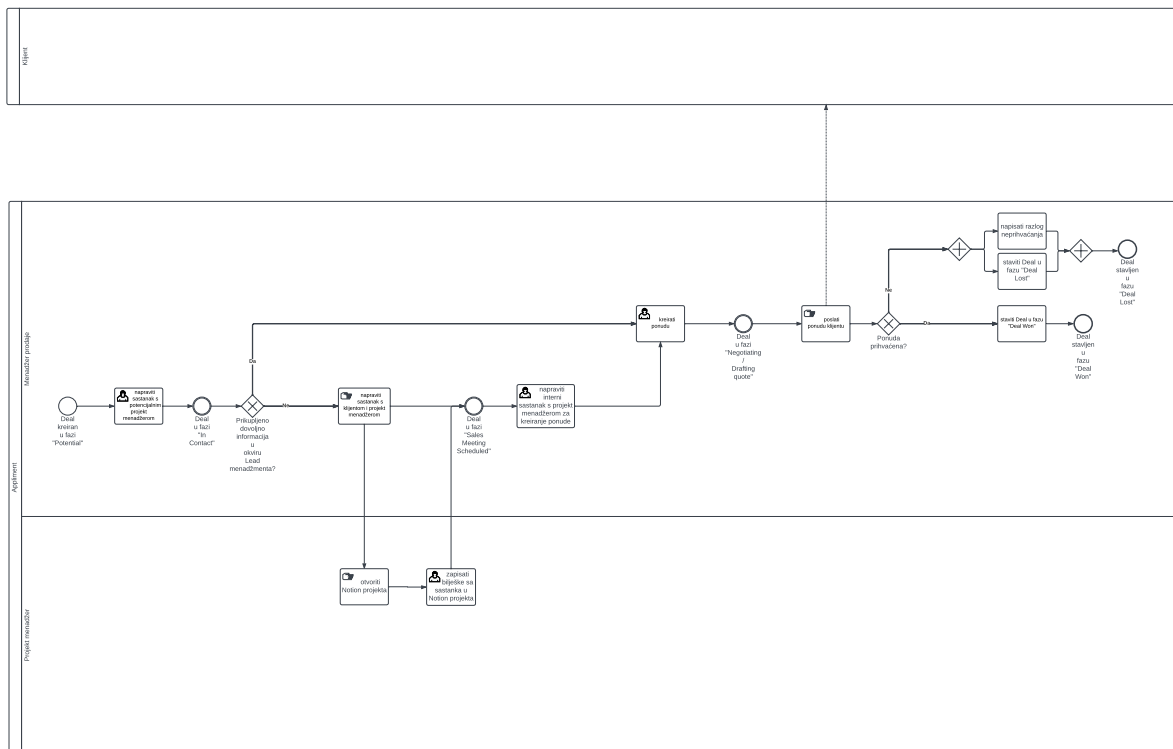 Klijent
Appliment
Menadžer prodaje
Projekt menadžer
Deal
kreiran
u fazi
"Potential"
napraviti
sastanak s
potencijalnim
projekt
menadžerom
Deal
u fazi
"In
Contact"
Prikupljeno
dovoljno
informacija
u
okviru
Lead
menadžmenta?
Da
Ne
napraviti
sastanak s
klijentom i projekt
menadžerom
otvoriti
Notion projekta
zapisati
bilješke sa
sastanka u
Notion projekta
Deal
u fazi
"Sales
Meeting
Scheduled"
napraviti
interni
sastanak s projekt
menadžerom za
kreiranje ponude
kreirati
ponudu
Deal
u fazi
"Negotiating
/
Drafting
quote"
poslati
ponudu klijentu
Ponuda
prihvaćena?
Ne
Da
napisati razlog
neprihvaćanja
staviti Deal u
fazu "Deal
Lost"
Deal
stavljen
u
fazu
"Deal
Lost"
staviti Deal u fazu
"Deal Won"
Deal
stavljen
u
fazu
"Deal
Won"